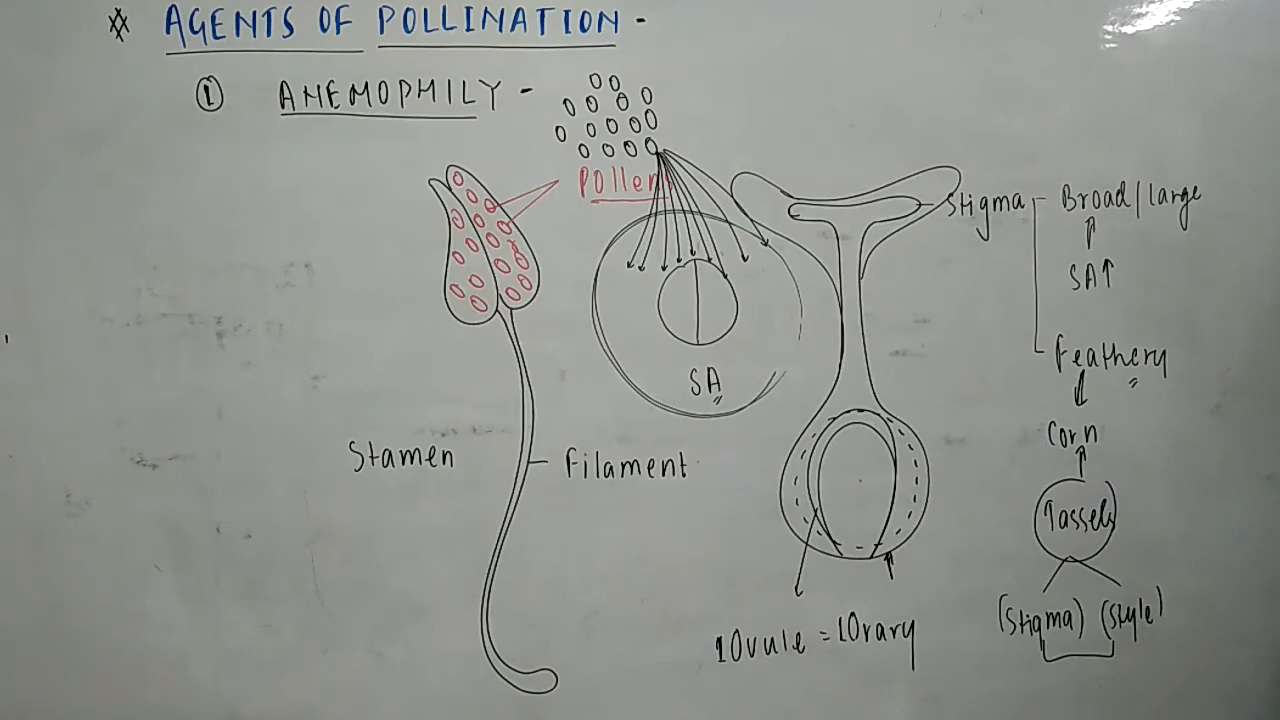 * AGENTS OF POLLINATION -
① ANEMOPHILY -
Pollen
Stigma
Broad/large
SA↑
SA
Feathery
Corn
Stamen
Filament
Tassels
1Ovule = 1Ovary
(Stigma) (Style)